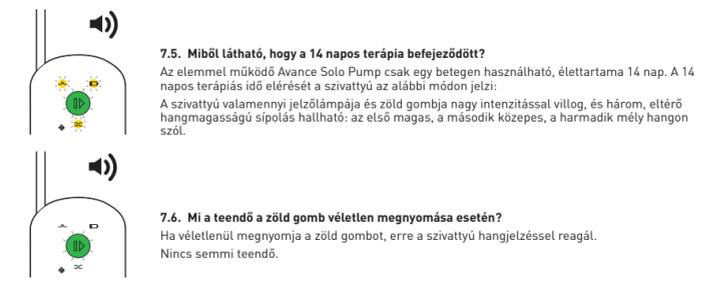 7.5. Miből látható, hogy a 14 napos terápia befejeződött?
Az elemmel működő Avance Solo Pump csak egy betegen használható, élettartama 14 nap. A 14
napos terápiás idő elérését a szivattyú az alábbi módon jelzi:
A szivattyú valamennyi jelzőlámpája és zöld gombja nagy intenzitással villog, és három, eltérő
hangmagasságú sípolás hallható: az első magas, a második közepes, a harmadik mély hangon
szól.
7.6. Mi a teendő a zöld gomb véletlen megnyomása esetén?
Ha véletlenül megnyomja a zöld gombot, erre a szivattyú hangjelzéssel reagál.
Nincs semmi teendő.